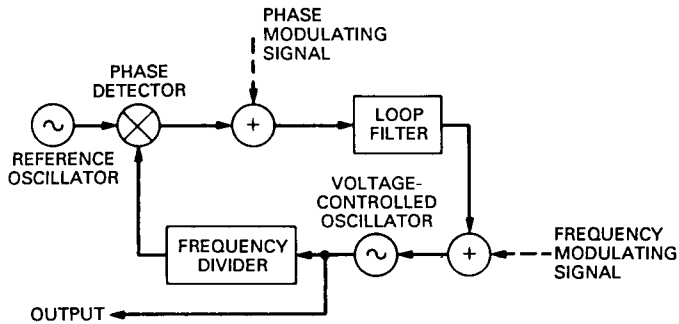 PHASE
MODULATING
SIGNAL
PHASE
DETECTOR
+
LOOP
FILTER
REFERENCE
OSCILLATOR
VOLTAGE-
CONTROLLED
OSCILLATOR
FREQUENCY
DIVIDER
+
FREQUENCY
MODULATING
SIGNAL
OUTPUT